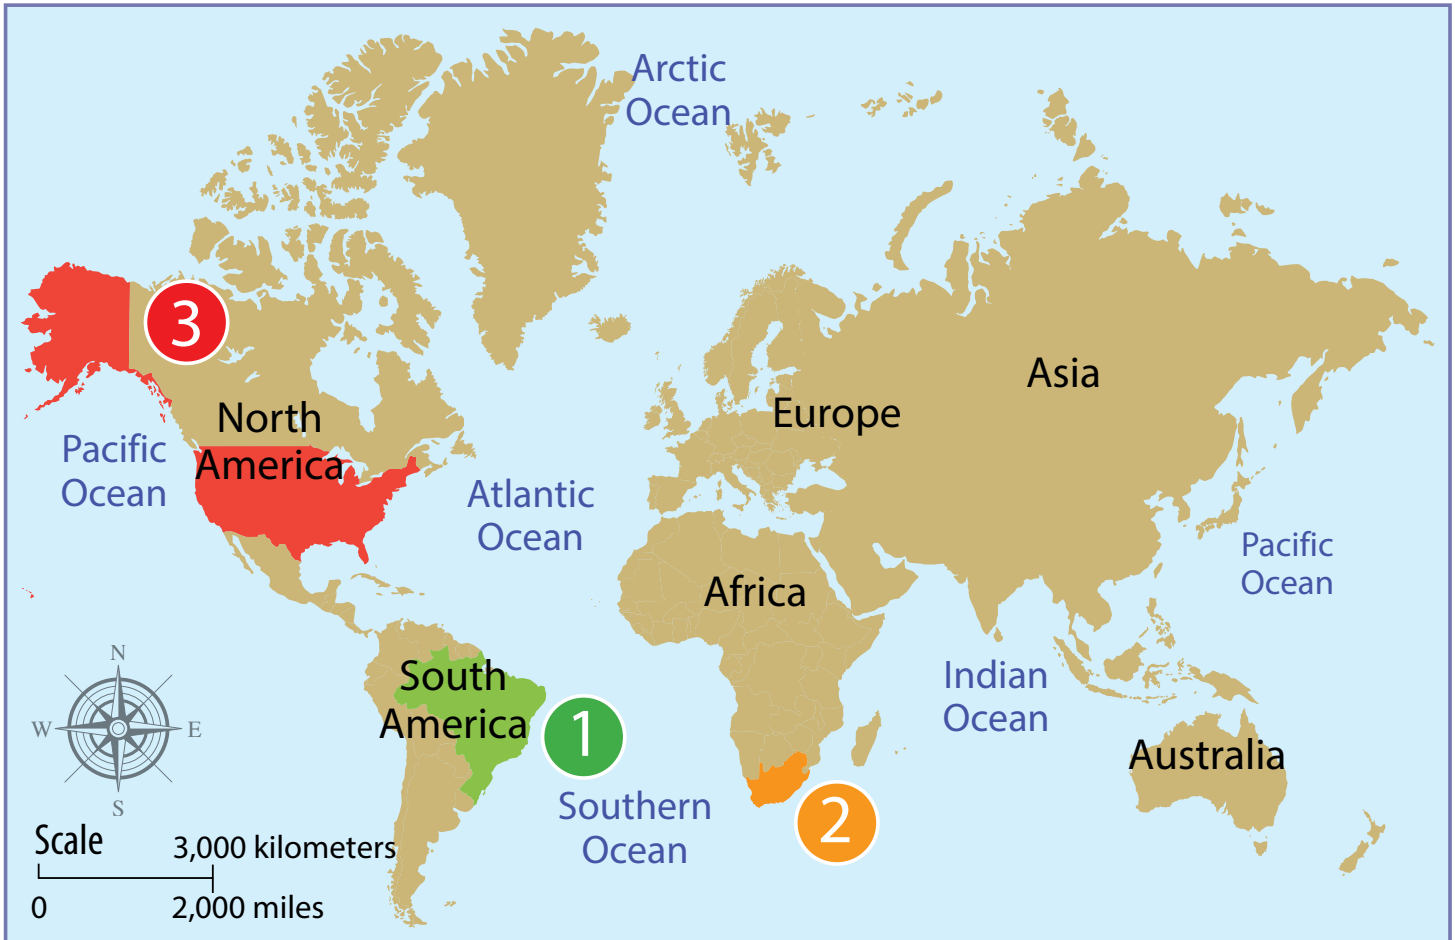 Arctic
Ocean
3
Asia
North
America
Europe
Pacific
Ocean
Atlantic
Ocean
Pacific
Ocean
Africa
N
W
E
S
South
America
1
Indian
Ocean
Australia
Southern
Ocean
2
Scale
3,000 kilometers
0
2,000 miles